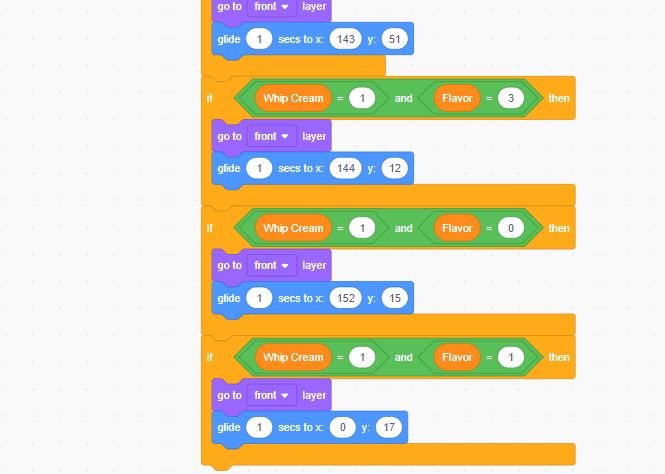 go to front layer
glide 1 secs to x: 143 y: 51
if Whip Cream = 1 and Flavor = 3 then
go to front layer
glide 1 secs to x: 144 y: 12
if Whip Cream = 1 and Flavor = 0 then
go to front layer
glide 1 secs to x: 152 y: 15
if Whip Cream = 1 and Flavor = 1 then
go to front layer
glide 1 secs to x: 0 y: 17